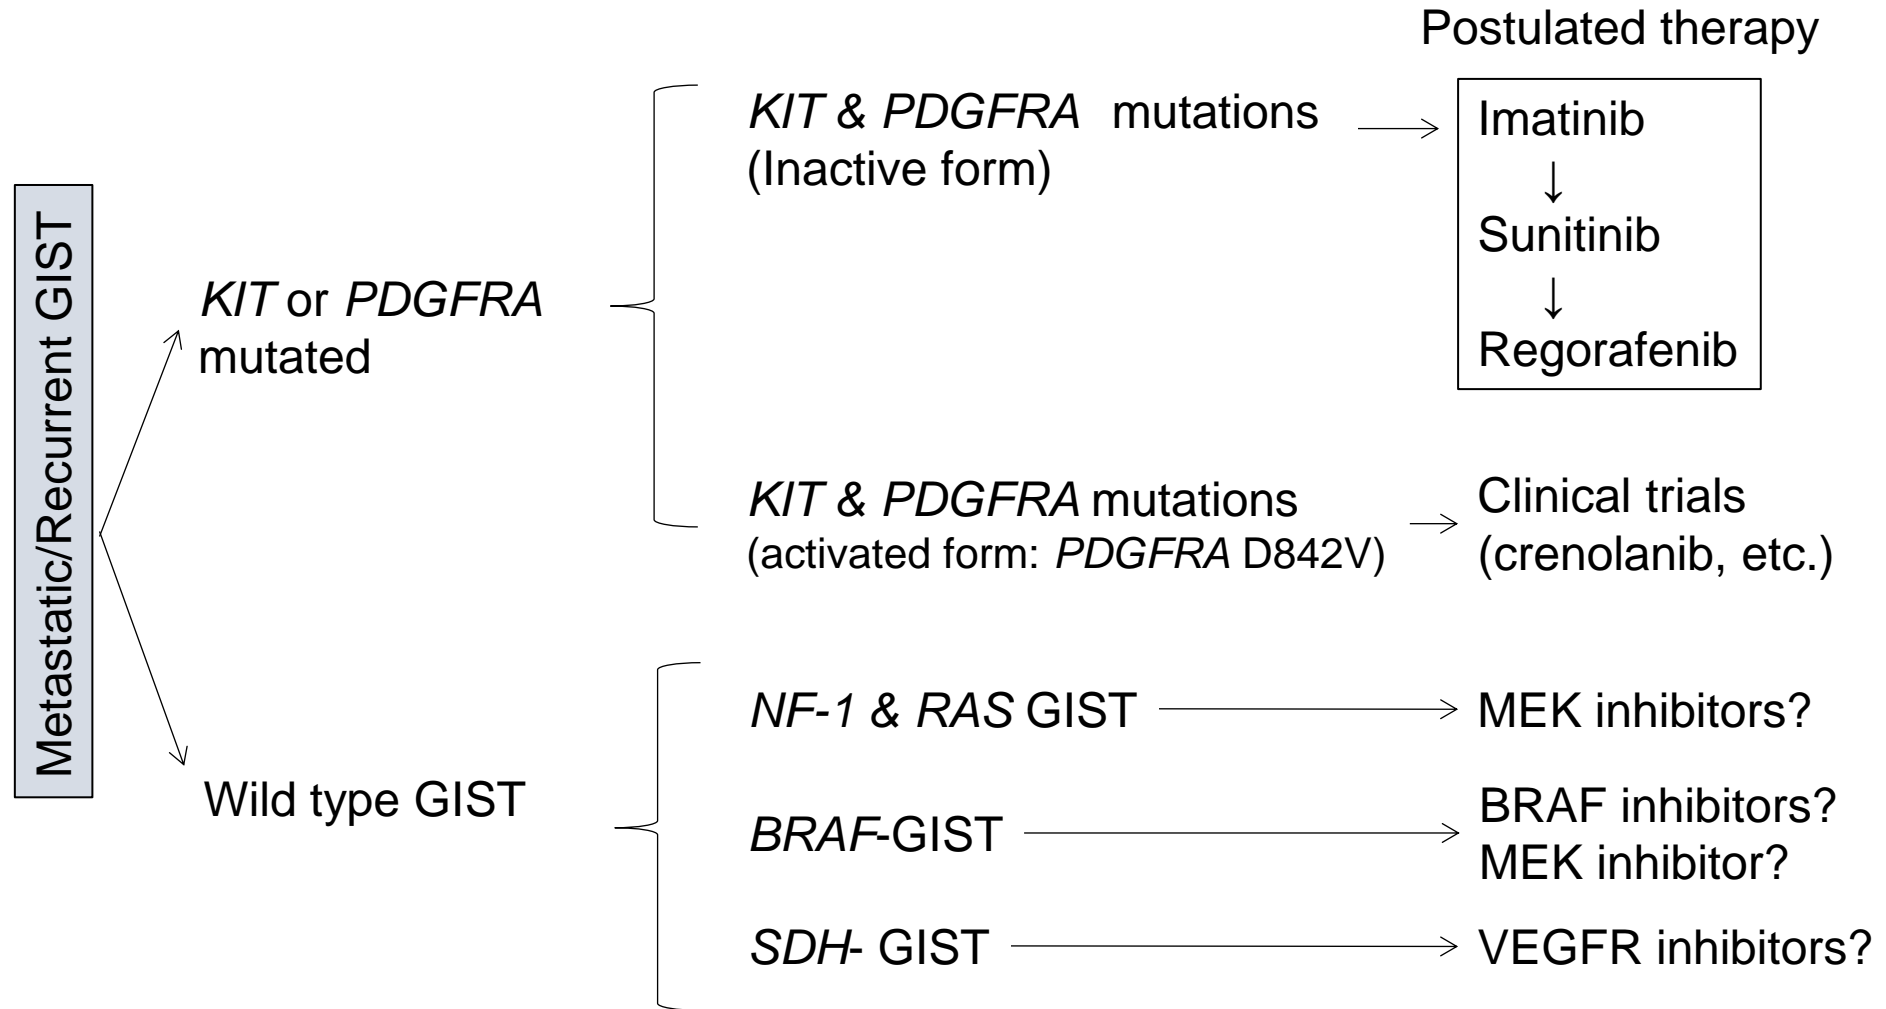 Postulated therapy
Metastatic/Recurrent GIST
KIT or PDGFRA
mutated
KIT & PDGFRA mutations
(Inactive form)
Imatinib
↓
Sunitinib
↓
Regorafenib
KIT & PDGFRA mutations
(activated form: PDGFRA D842V)
Clinical trials
(crenolanib, etc.)
Wild type GIST
NF-1 & RAS GIST
MEK inhibitors?
BRAF-GIST
BRAF inhibitors?
MEK inhibitor?
SDH- GIST
VEGFR inhibitors?